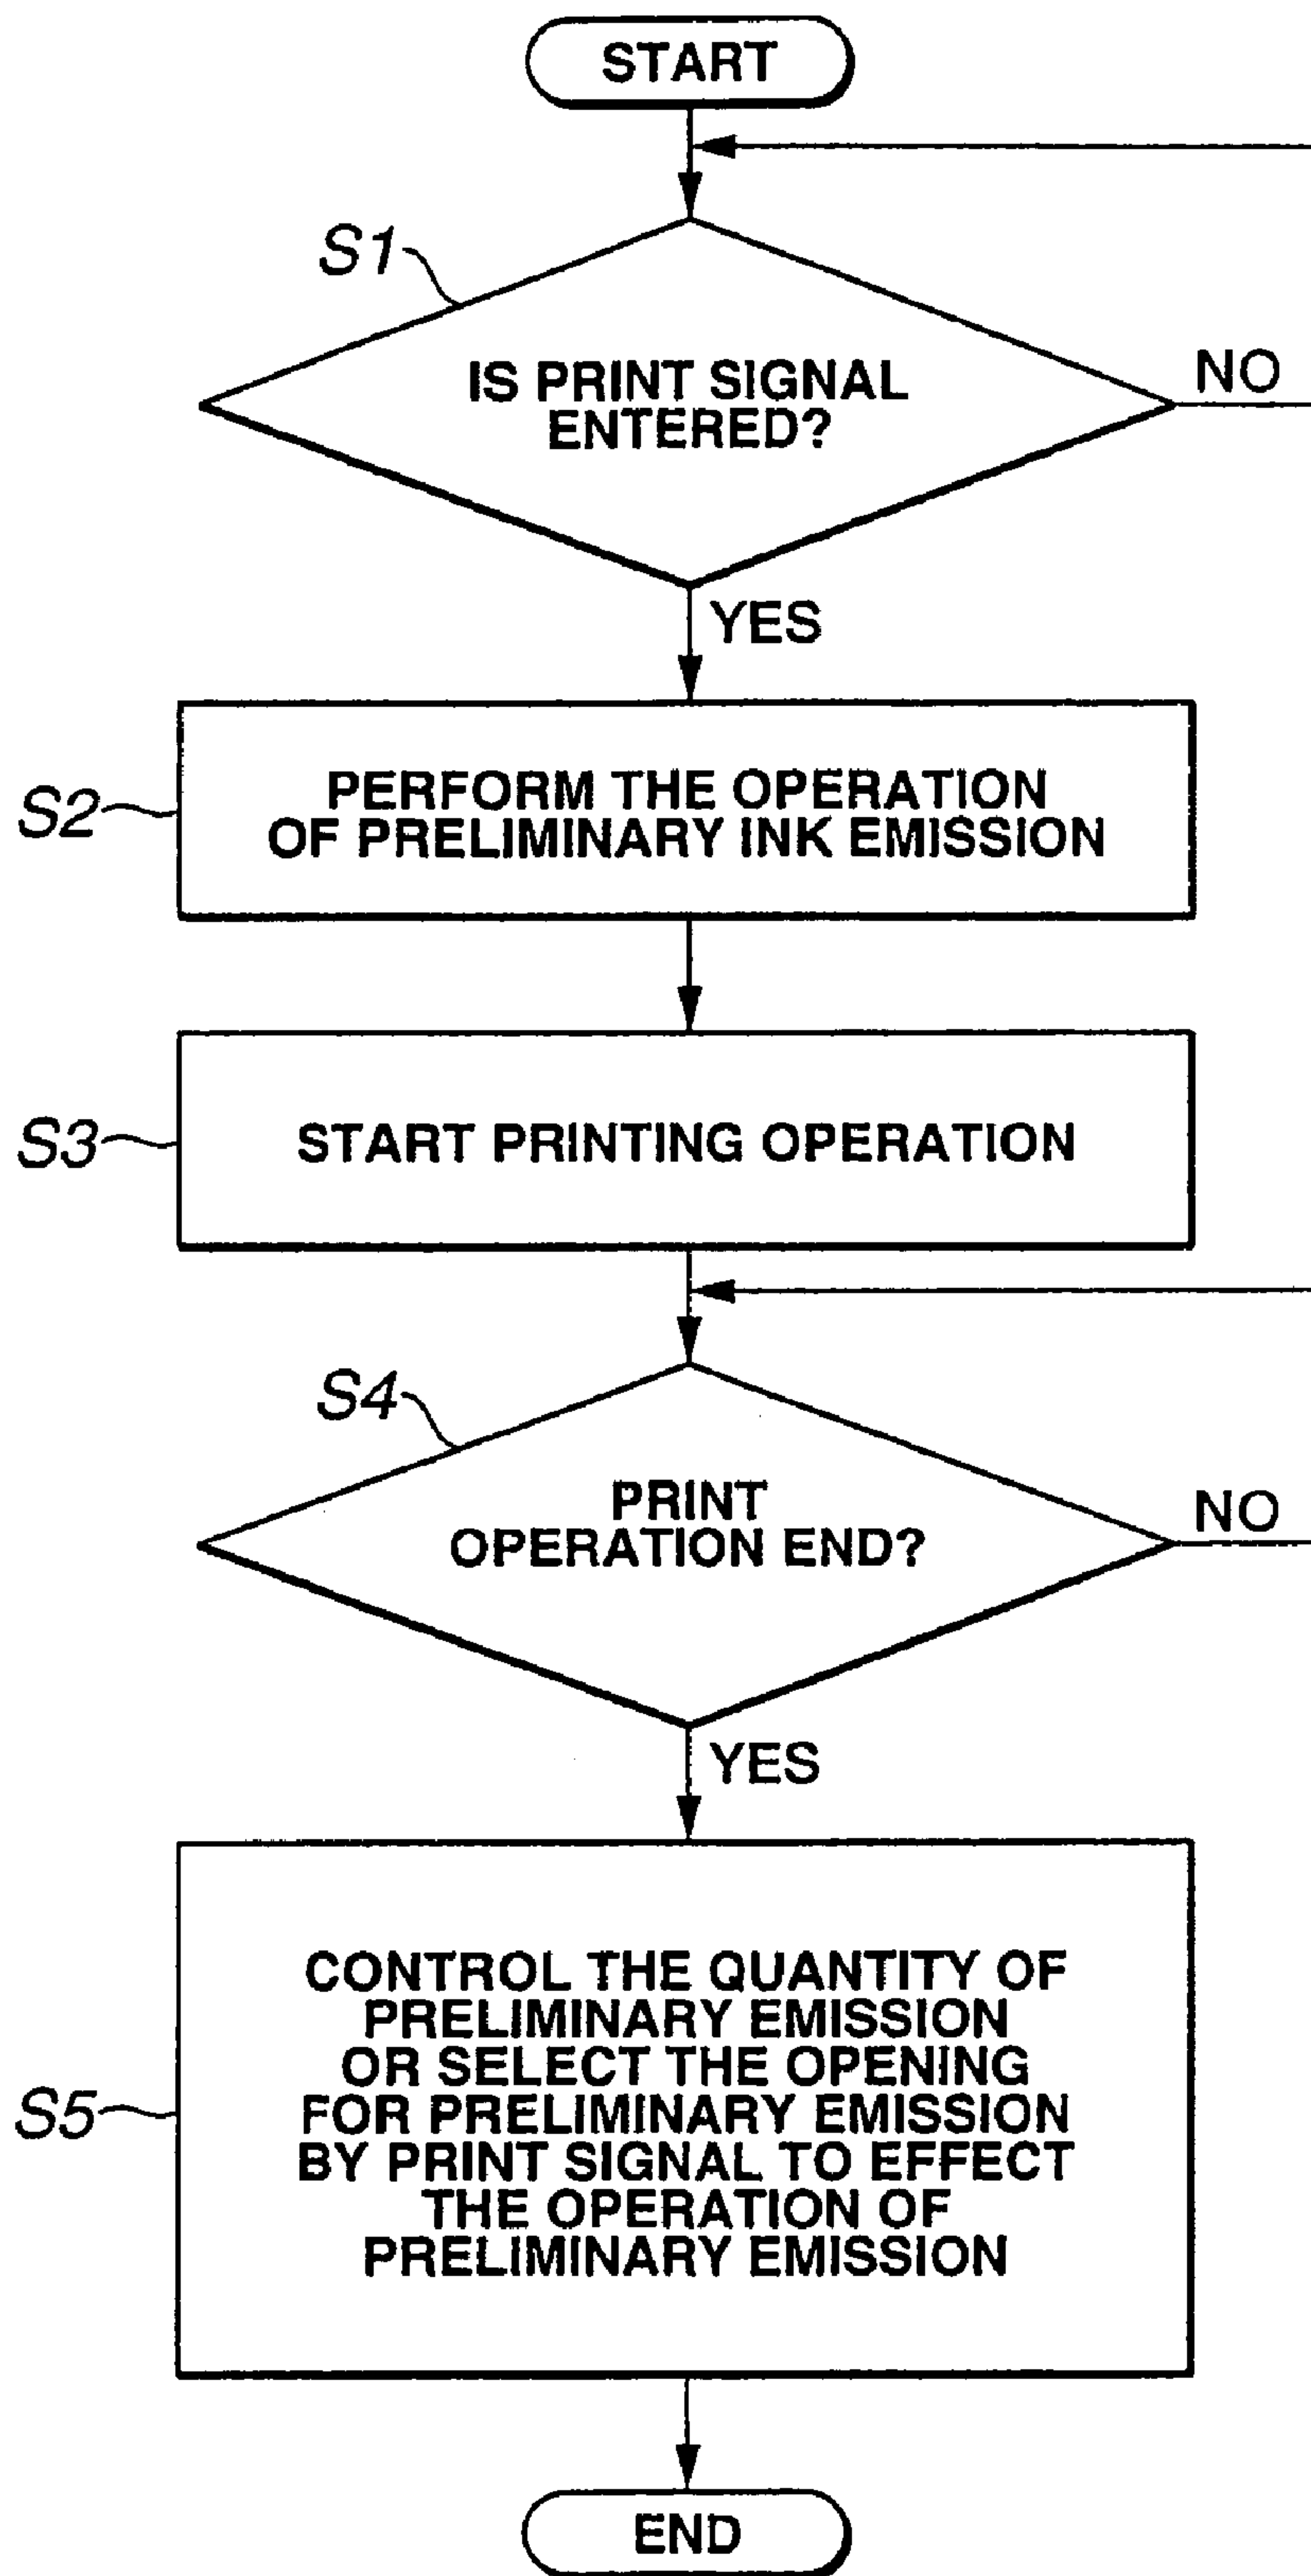 START
S1
IS PRINT SIGNAL
ENTERED?
NO
YES
S2
PERFORM THE OPERATION
OF PRELIMINARY INK EMISSION
S3
START PRINTING OPERATION
S4
PRINT
OPERATION END?
NO
YES
S5
CONTROL THE QUANTITY OF
PRELIMINARY EMISSION
OR SELECT THE OPENING
FOR PRELIMINARY EMISSION
BY PRINT SIGNAL TO EFFECT
THE OPERATION OF
PRELIMINARY EMISSION
END